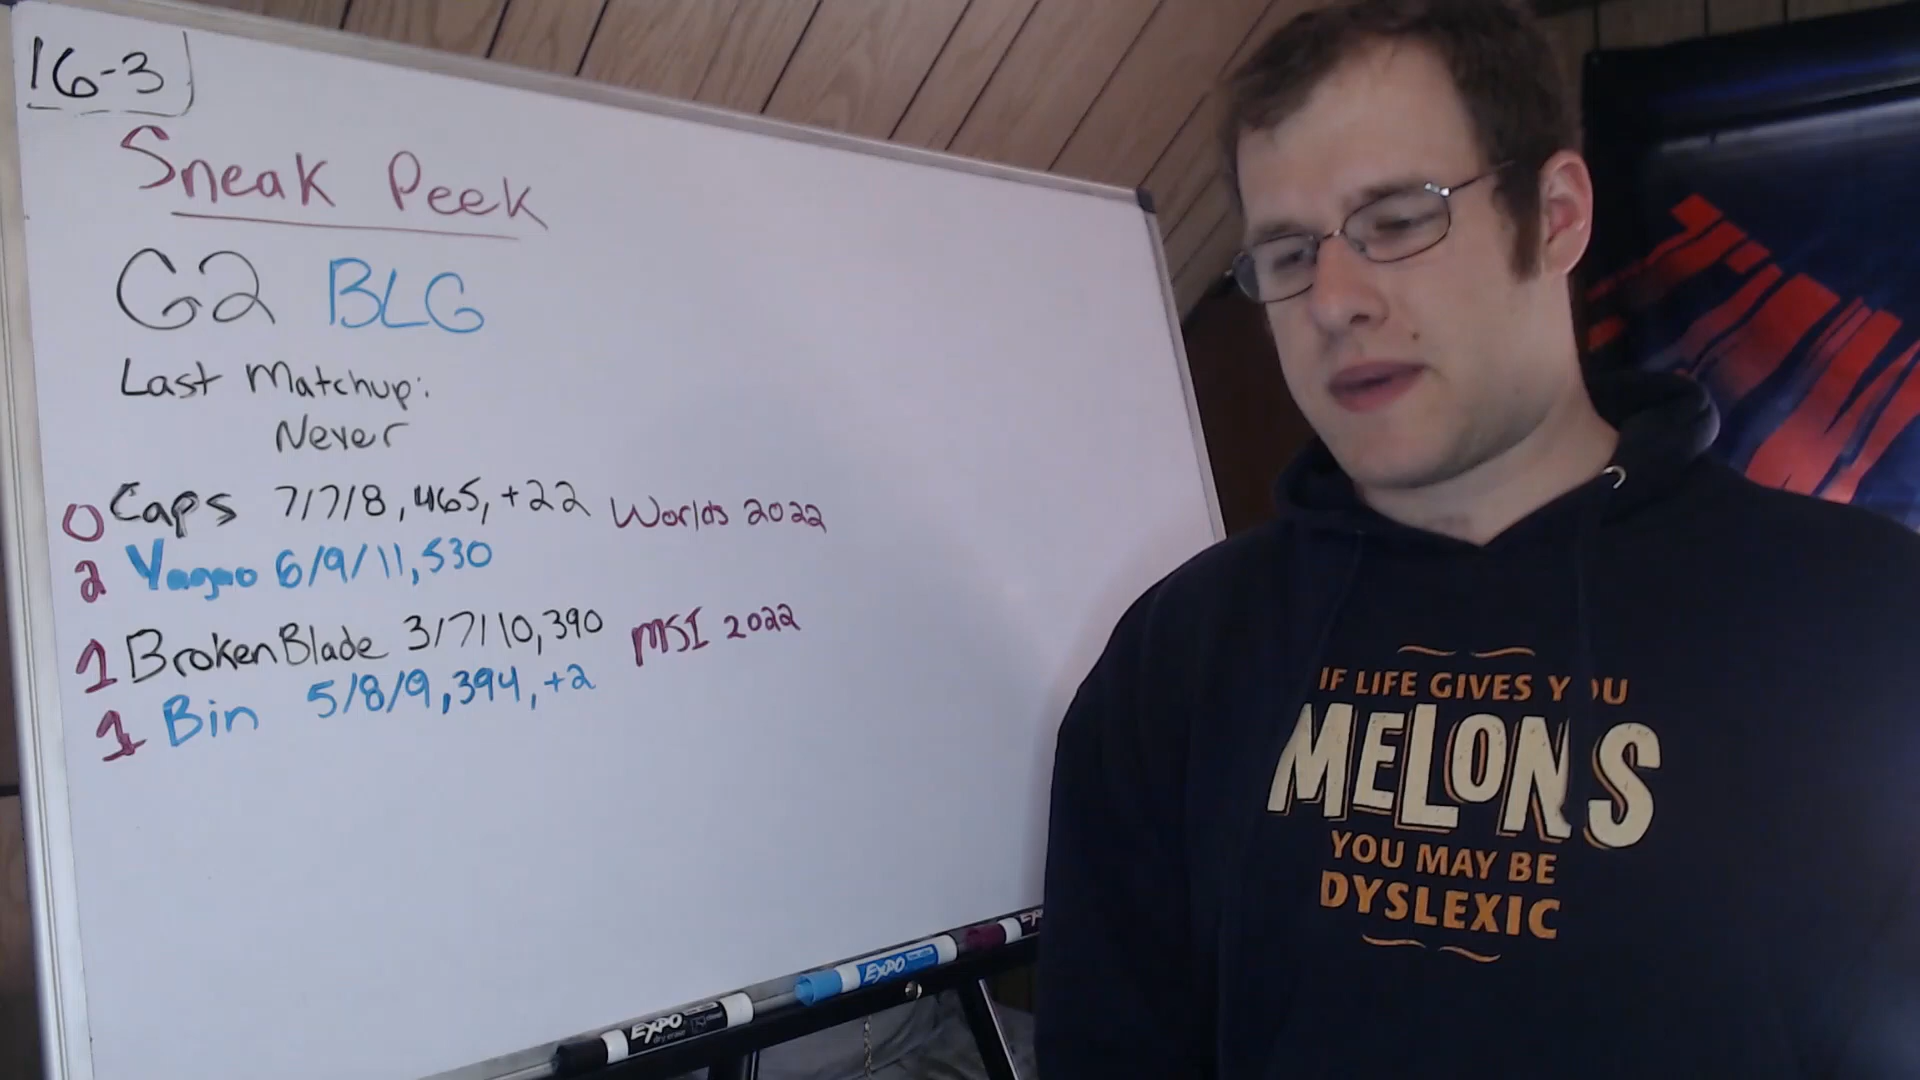 16-3
Sneak Peek
G2 BLG
Last Matchup:
Never
0 Caps 7/7/8, 465, +22 Worlds 2022
2 Yagao 6/9/11, 530
1 BrokenBlade 3/7/10, 390 MSI 2022
1 Bin 5/8/9, 394, +2
IF LIFE GIVES YOU
MELONS
YOU MAY BE
DYSLEXIC
EXPO
EXPO